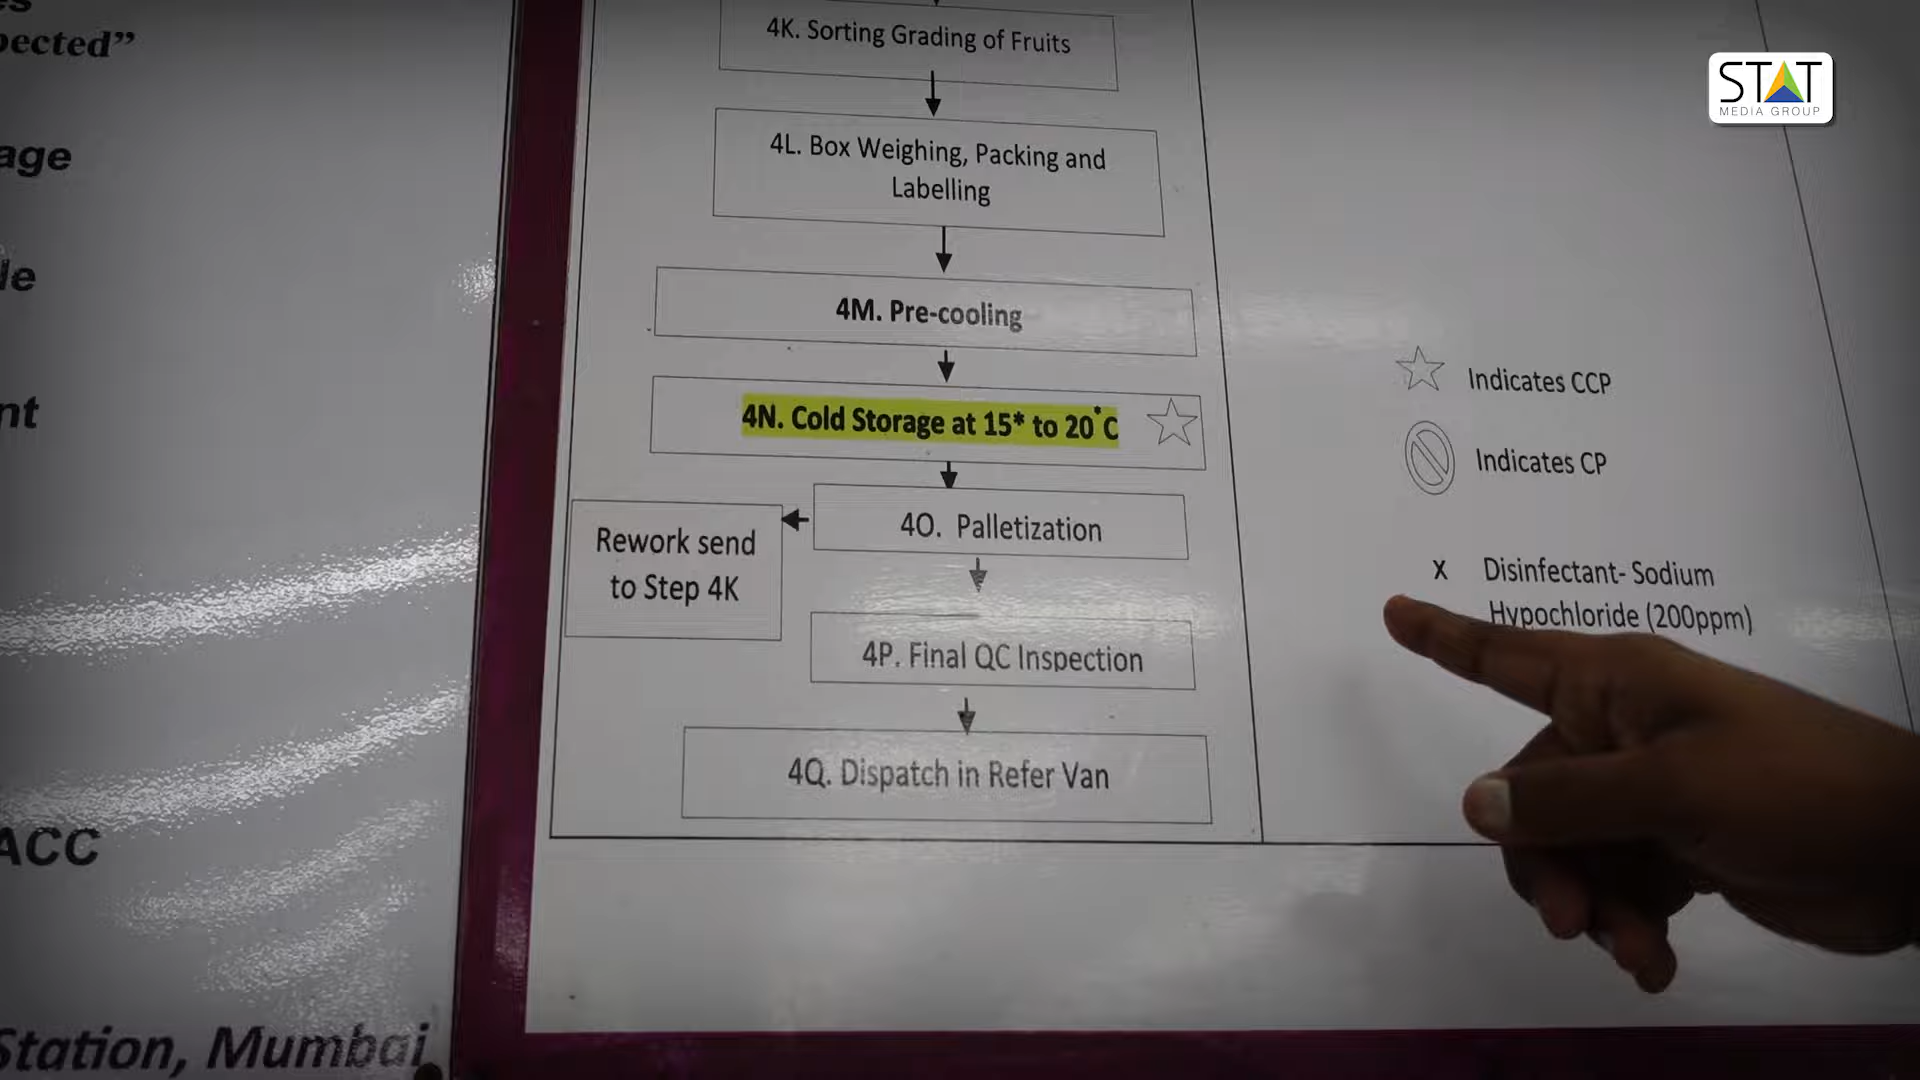 pected”
age
nt
ACC
Station, Mumbai
4K. Sorting Grading of Fruits
4L. Box Weighing, Packing and
Labelling
4M. Pre-cooling
4N. Cold Storage at 15* to 20°C
4O. Palletization
Rework send
to Step 4K
4P. Final QC Inspection
4Q. Dispatch in Refer Van
Indicates CCP
Indicates CP
X Disinfectant- Sodium
Hypochloride (200ppm)
STAT
MEDIA GROUP